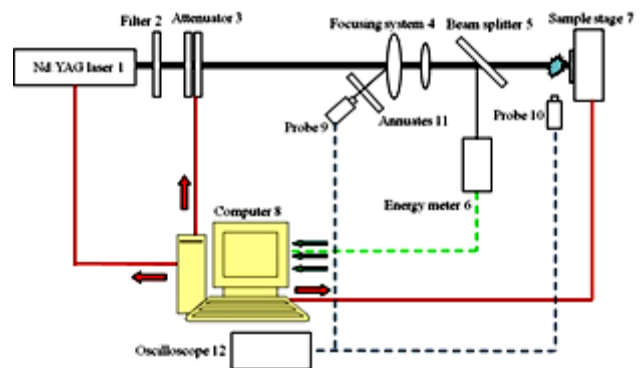 Sample stage 7
Attenuator 3
Focusing system 4
Beam splitter 5
Filter 2
Nd YAG laser 1
Probe 9
Annuates 11
Probe 10
Energy meter 6
Computer 8
Oscilloscope 12